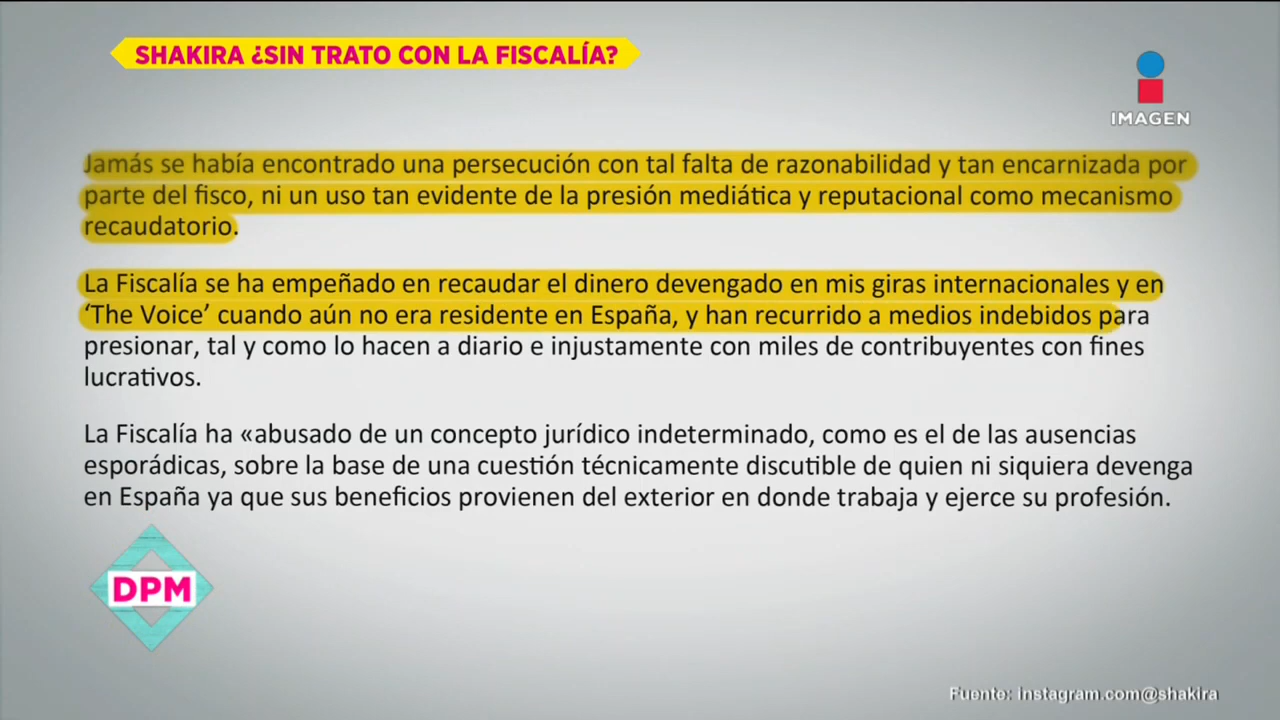 SHAKIRA ¿SIN TRATO CON LA FISCALÍA?
IMAGEN
Jamás se había encontrado una persecución con tal falta de razonabilidad y tan encarnizada por
parte del fisco, ni un uso tan evidente de la presión mediática y reputacional como mecanismo
recaudatorio.
La Fiscalía se ha empeñado en recaudar el dinero devengado en mis giras internacionales y en
‘The Voice’ cuando aún no era residente en España, y han recurrido a medios indebidos para
presionar, tal y como lo hacen a diario e injustamente con miles de contribuyentes con fines
lucrativos.
La Fiscalía ha «abusado de un concepto jurídico indeterminado, como es el de las ausencias
esporádicas, sobre la base de una cuestión técnicamente discutible de quien ni siquiera devenga
en España ya que sus beneficios provienen del exterior en donde trabaja y ejerce su profesión.
DPM
Fuente: instagram.com@shakira